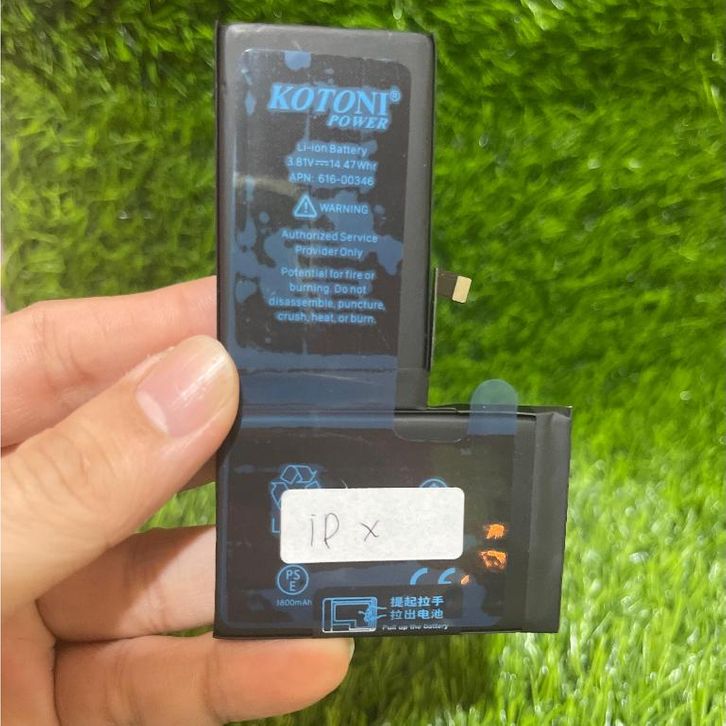 KOTONI®
POWER
Li-ion Battery
3.81V⎓14.47Whr
APN: 616-00346
WARNING
Authorized Service
Provider Only
Potential for fire or
burning. Do not
disassemble, puncture,
crush, heat, or burn.
iP x
PS
E
3800mAh
提起拉手
拉出电池
Pull up the battery